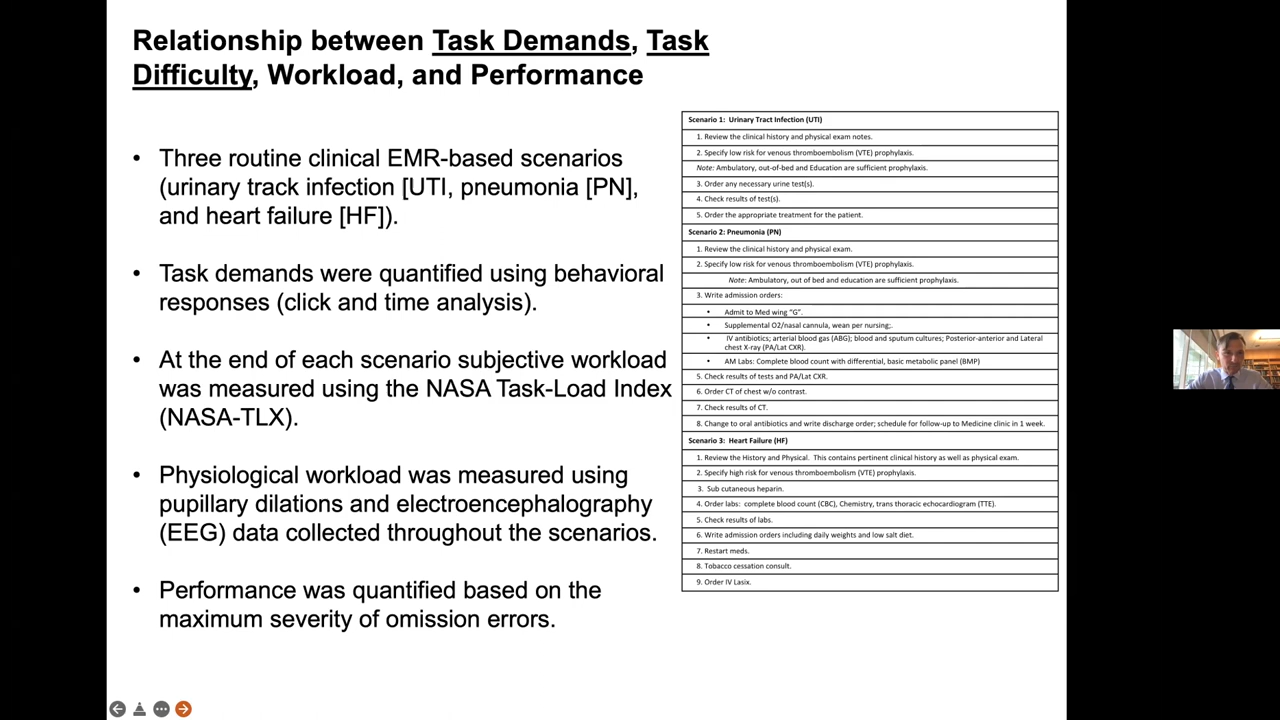 Relationship between Task Demands, Task
Difficulty, Workload, and Performance
• Three routine clinical EMR-based scenarios
(urinary track infection [UTI, pneumonia [PN],
and heart failure [HF]).
• Task demands were quantified using behavioral
responses (click and time analysis).
• At the end of each scenario subjective workload
was measured using the NASA Task-Load Index
(NASA-TLX).
• Physiological workload was measured using
pupillary dilations and electroencephalography
(EEG) data collected throughout the scenarios.
• Performance was quantified based on the
maximum severity of omission errors.
Scenario 1: Urinary Tract Infection (UTI)
1. Review the clinical history and physical exam notes.
2. Specify low risk for venous thromboembolism (VTE) prophylaxis.
Note: Ambulatory, out-of-bed and Education are sufficient prophylaxis.
3. Order any necessary urine test(s).
4. Check results of test(s).
5. Order the appropriate treatment for the patient.
Scenario 2: Pneumonia (PN)
1. Review the clinical history and physical exam.
2. Specify low risk for venous thromboembolism (VTE) prophylaxis.
Note: Ambulatory, out of bed and education are sufficient prophylaxis.
3. Write admission orders:
• Admit to Med wing "G".
• Supplemental O2/nasal cannula, wean per nursing;.
• IV antibiotics; arterial blood gas (ABG); blood and sputum cultures; Posterior-anterior and Lateral
chest X-ray (PA/Lat CXR).
• AM Labs: Complete blood count with differential, basic metabolic panel (BMP)
5. Check results of tests and PA/Lat CXR.
6. Order CT of chest w/o contrast.
7. Check results of CT.
8. Change to oral antibiotics and write discharge order; schedule for follow-up to Medicine clinic in 1 week.
Scenario 3: Heart Failure (HF)
1. Review the History and Physical. This contains pertinent clinical history as well as physical exam.
2. Specify high risk for venous thromboembolism (VTE) prophylaxis.
3. Sub cutaneous heparin.
4. Order labs: complete blood count (CBC), Chemistry, trans thoracic echocardiogram (TTE).
5. Check results of labs.
6. Write admission orders including daily weights and low salt diet.
7. Restart meds.
8. Tobacco cessation consult.
9. Order IV Lasix.